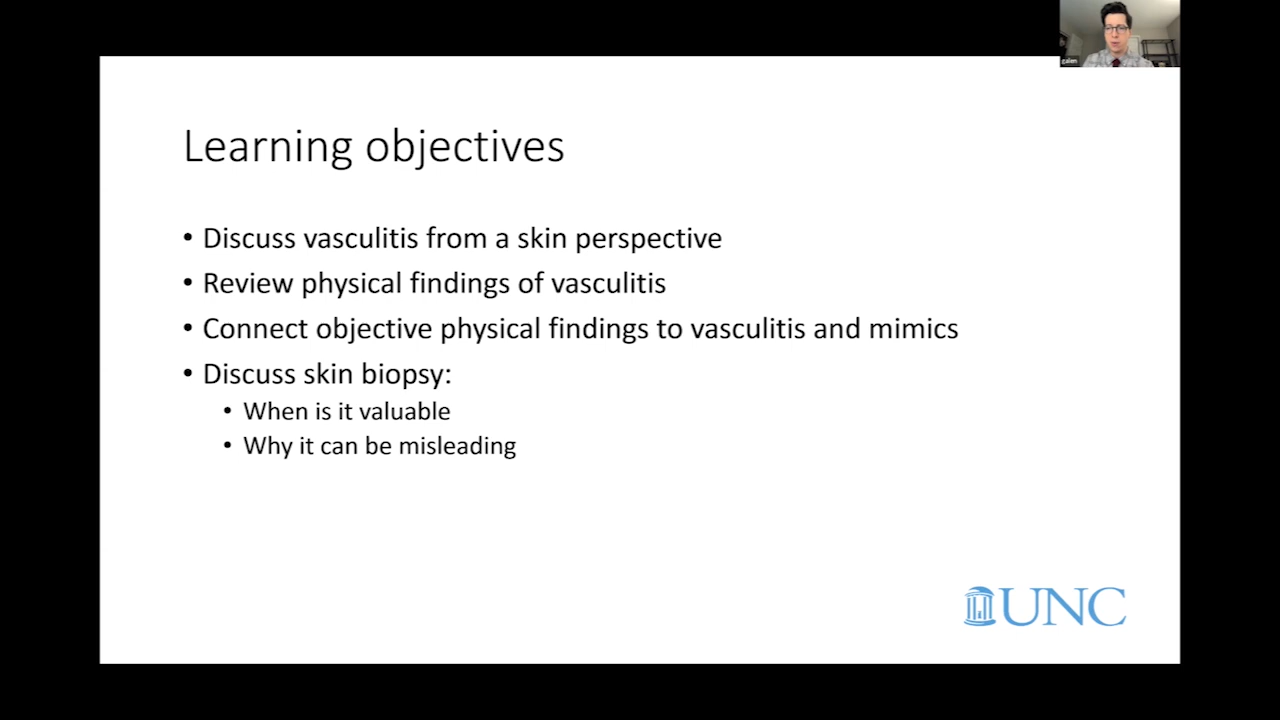 galen
Learning objectives
• Discuss vasculitis from a skin perspective
• Review physical findings of vasculitis
• Connect objective physical findings to vasculitis and mimics
• Discuss skin biopsy:
• When is it valuable
• Why it can be misleading
UNC